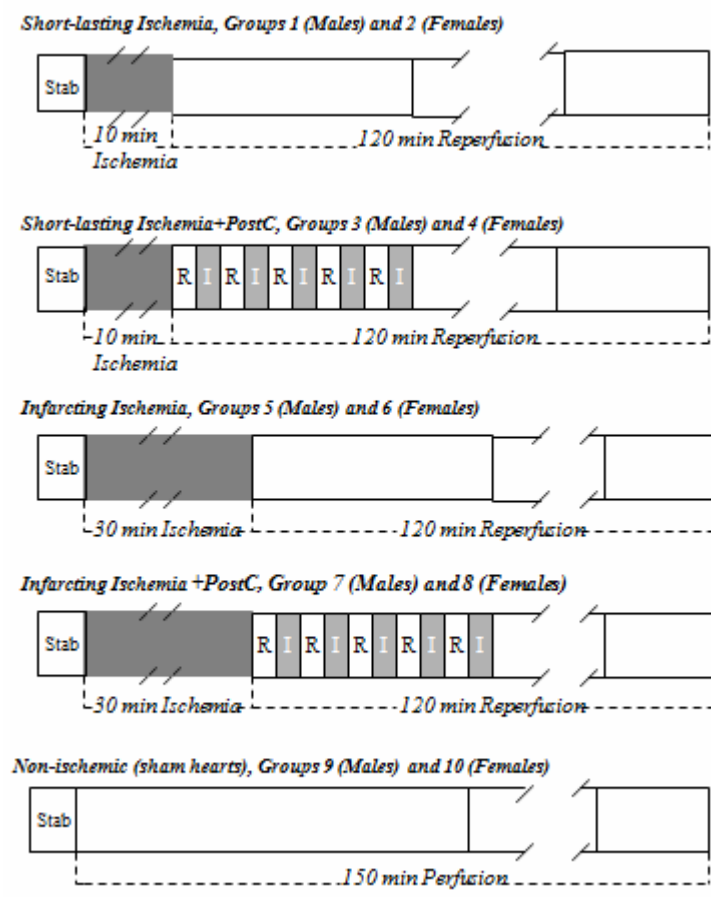 Short-lasting Ischemia, Groups 1 (Males) and 2 (Females)
Stab
10 min
Ischemia
120 min Reperfusion
Short-lasting Ischemia+PostC, Groups 3 (Males) and 4 (Females)
Stab
R I R I R I R I R I
10 min
Ischemia
120 min Reperfusion
Infarcting Ischemia, Groups 5 (Males) and 6 (Females)
Stab
30 min Ischemia
120 min Reperfusion
Infarcting Ischemia +PostC, Group 7 (Males) and 8 (Females)
Stab
R I R I R I R I R I
30 min Ischemia
120 min Reperfusion
Non-ischemic (sham hearts), Groups 9 (Males) and 10 (Females)
Stab
150 min Perfusion